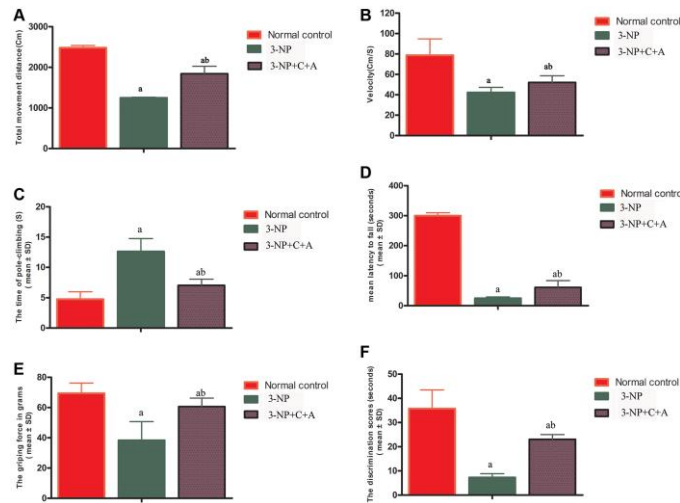 A
Total movement distance(Cm)
3000
2000
1000
0
a
ab
Normal control
3-NP
3-NP+C+A
B
Velocity(Cm/S)
100
80
60
40
20
0
a
ab
Normal control
3-NP
3-NP+C+A
C
The time of pole-climbing (S)
( mean ± SD)
20
15
10
5
0
a
ab
Normal control
3-NP
3-NP+C+A
D
mean latency to fall (seconds)
( mean ± SD)
400
300
200
100
0
a
ab
Normal control
3-NP
3-NP+C+A
E
The griping force in grams
( mean ± SD)
80
60
40
20
0
a
ab
Normal control
3-NP
3-NP+C+A
F
The discrimination scores (seconds)
( mean ± SD)
50
40
30
20
10
0
a
ab
Normal control
3-NP
3-NP+C+A